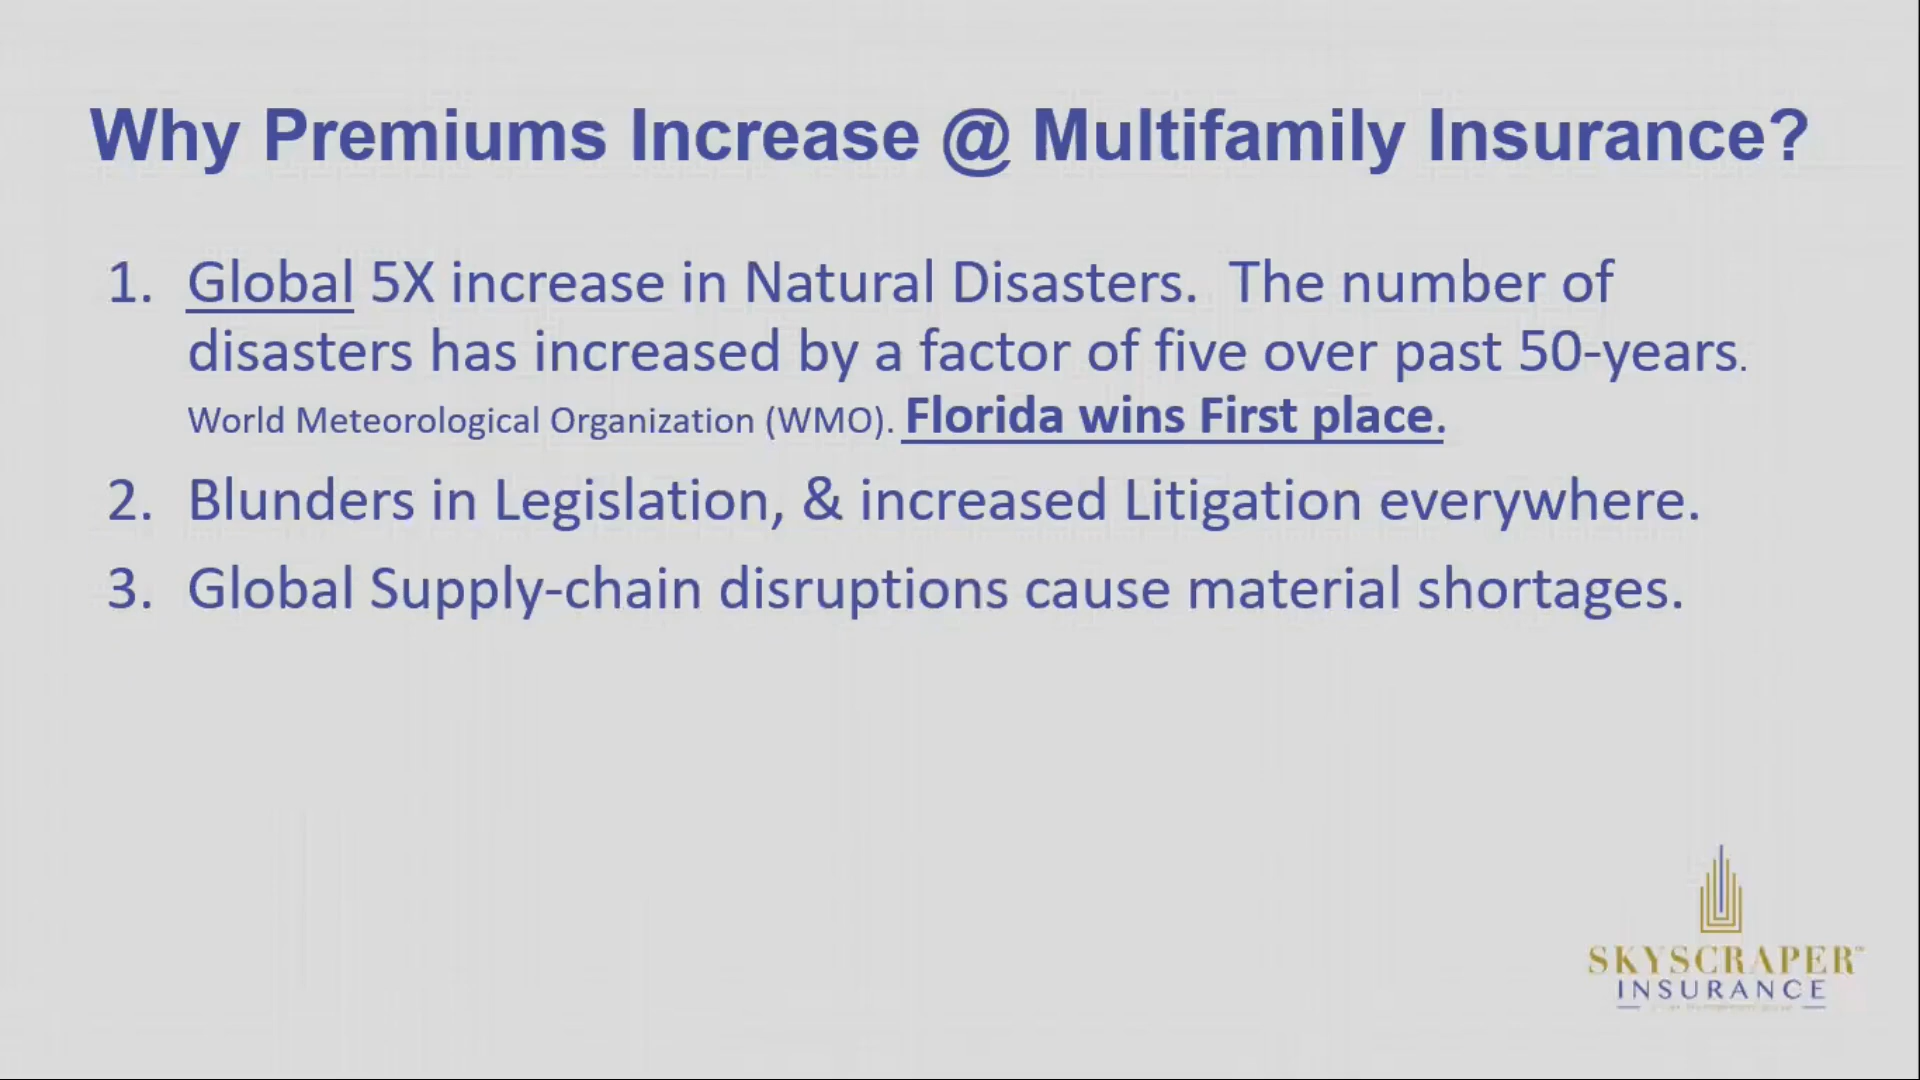 Why Premiums Increase @ Multifamily Insurance?
1. Global 5X increase in Natural Disasters. The number of
disasters has increased by a factor of five over past 50-years.
World Meteorological Organization (WMO). Florida wins First place.
2. Blunders in Legislation, & increased Litigation everywhere.
3. Global Supply-chain disruptions cause material shortages.
SKYSCRAPER™
INSURANCE